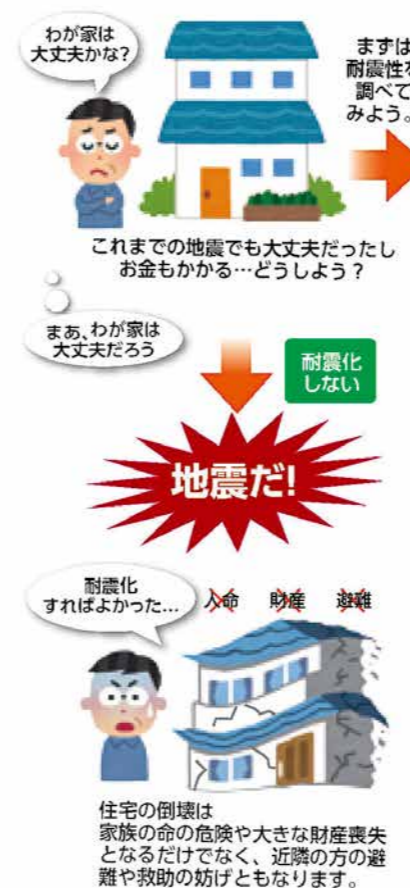 わが家は
大丈夫かな?
まずは
耐震性を
調べて
みよう。
これまでの地震でも大丈夫だったし
お金もかかる…どうしよう?
まあ、わが家は
大丈夫だろう
耐震化
しない
地震だ!
耐震化
すればよかった…
人命 財産 避難
住宅の倒壊は
家族の命の危険や大きな財産喪失
となるだけでなく、近隣の方の避
難や救助の妨げともなります。